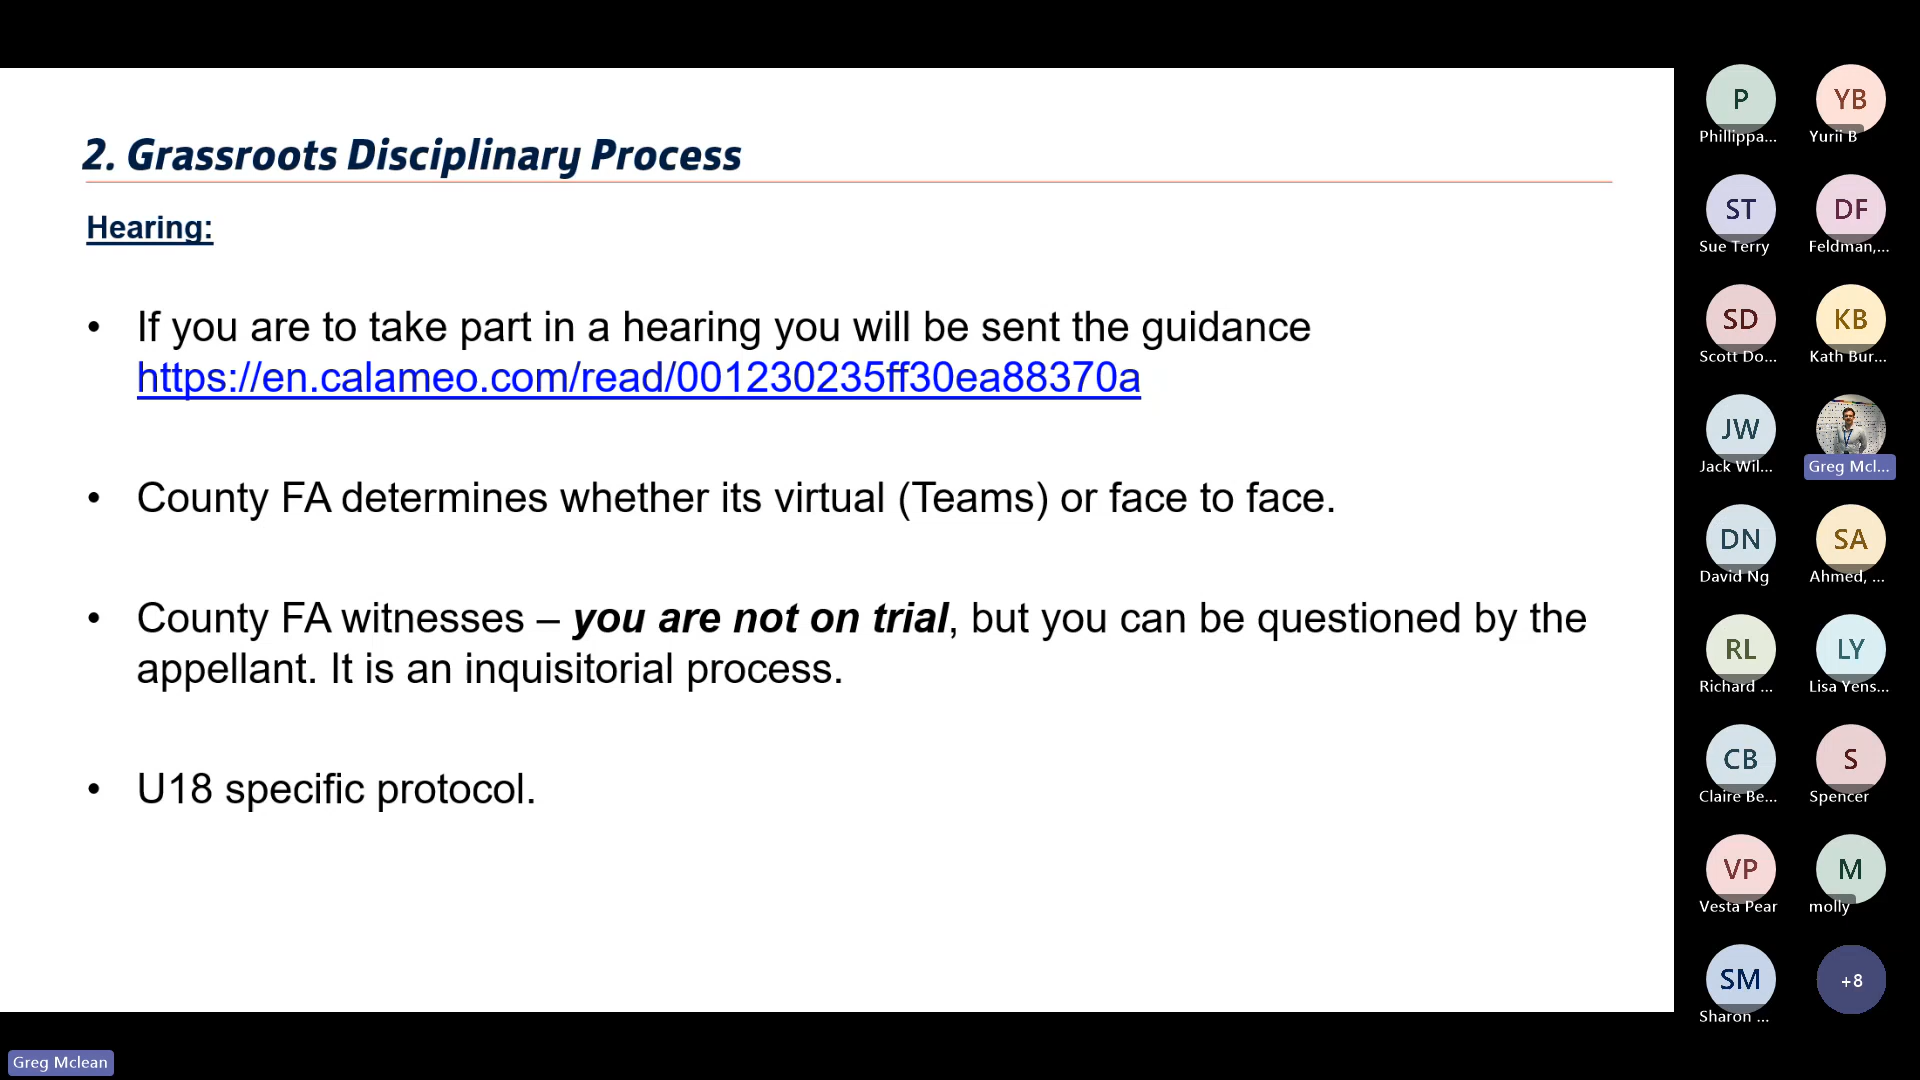 2. Grassroots Disciplinary Process
Hearing:
• If you are to take part in a hearing you will be sent the guidance
https://en.calameo.com/read/001230235ff30ea88370a
• County FA determines whether its virtual (Teams) or face to face.
• County FA witnesses – you are not on trial, but you can be questioned by the
appellant. It is an inquisitorial process.
• U18 specific protocol.
P
Phillippa...
YB
Yurii B
ST
Sue Terry
DF
Feldman,...
SD
Scott Do...
KB
Kath Bur...
JW
Jack Wil...
Greg Mcl...
DN
David Ng
SA
Ahmed, ...
RL
Richard ...
LY
Lisa Yens...
CB
Claire Be...
S
Spencer
VP
Vesta Pear
M
molly
SM
Sharon ...
+8
Greg Mclean